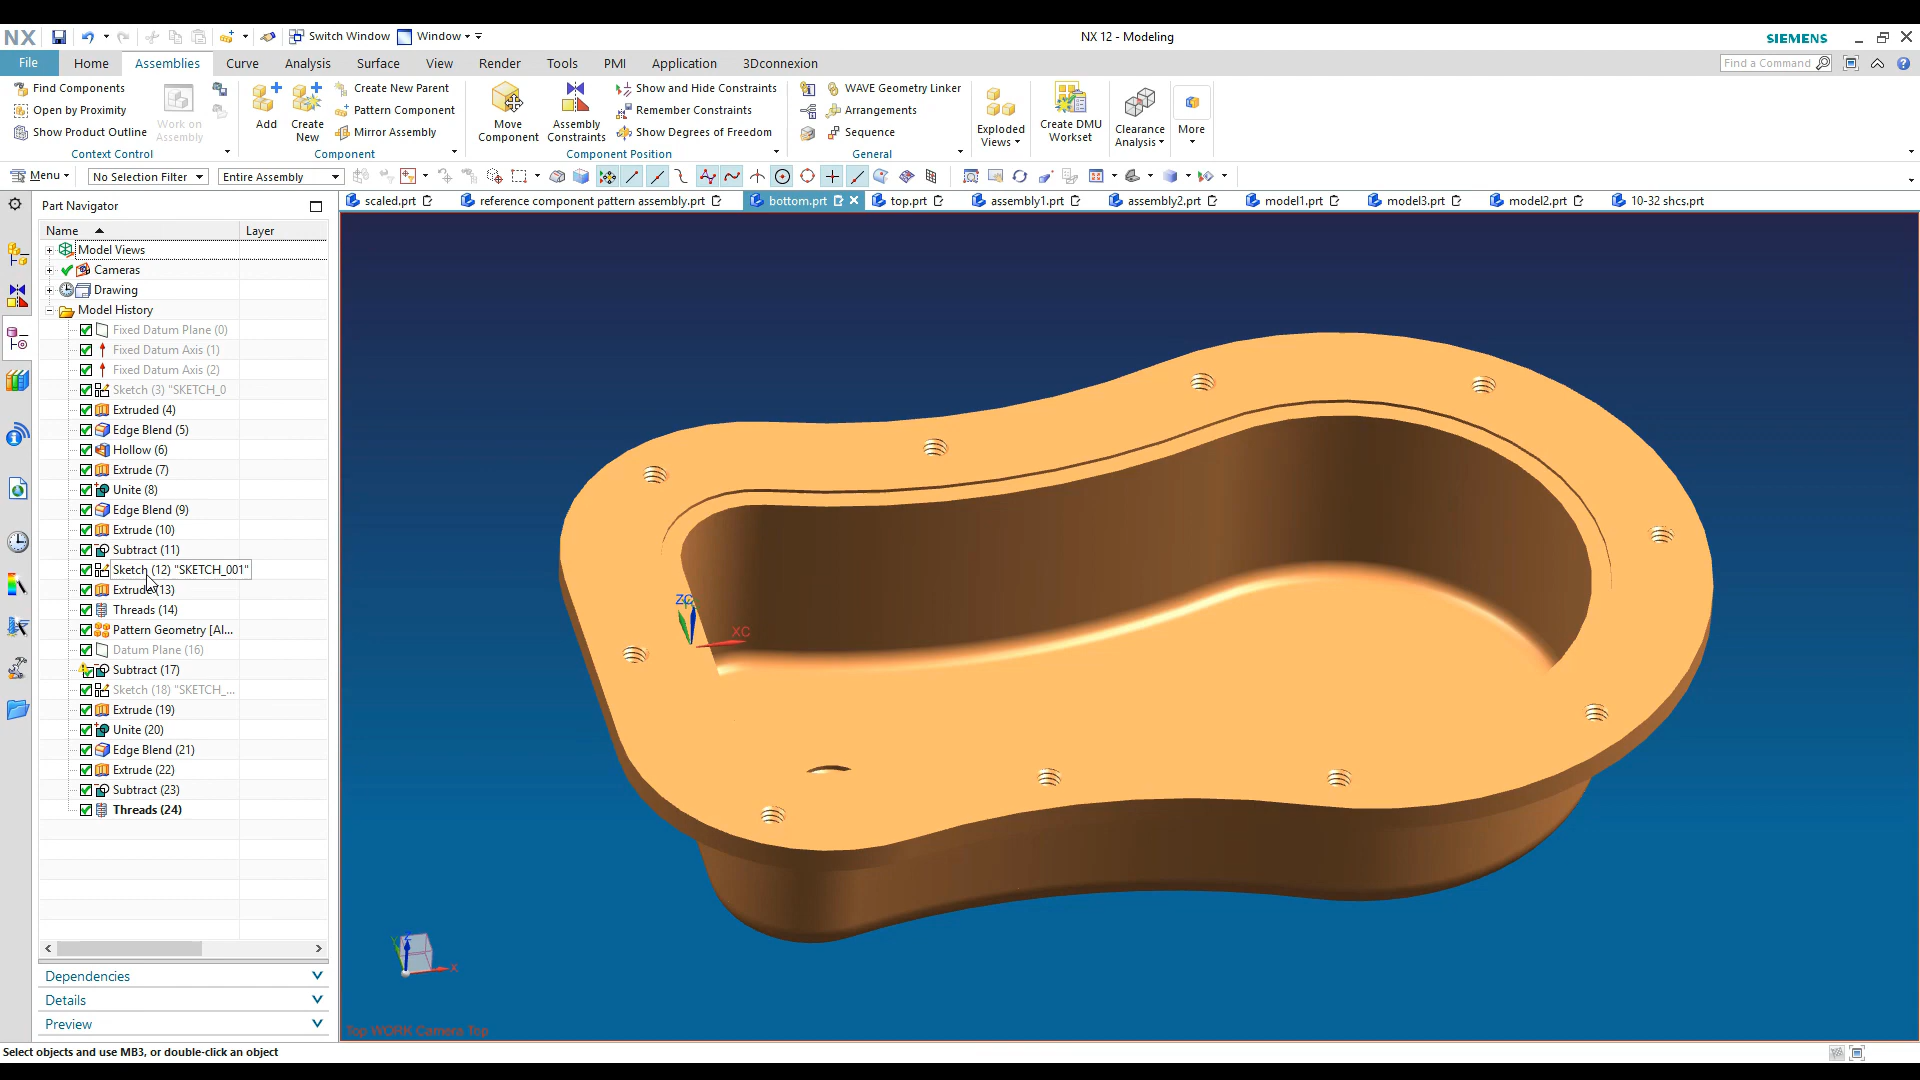 NX
Switch Window
Window
NX 12 - Modeling
SIEMENS
File
Home
Assemblies
Curve
Analysis
Surface
View
Render
Tools
PMI
Application
3Dconnexion
Find a Command
Find Components
Open by Proximity
Show Product Outline
Context Control
Work on
Assembly
Add
Create
New
Create New Parent
Pattern Component
Mirror Assembly
Component
Move
Component
Assembly
Constraints
Show and Hide Constraints
Remember Constraints
Show Degrees of Freedom
Component Position
WAVE Geometry Linker
Arrangements
Sequence
General
Exploded
Views
Create DMU
Workset
Clearance
Analysis
More
Menu
No Selection Filter
Entire Assembly
Part Navigator
scaled.prt
reference component pattern assembly.prt
bottom.prt
top.prt
assembly1.prt
assembly2.prt
model1.prt
model3.prt
model2.prt
10-32 shcs.prt
Name
Layer
Model Views
Cameras
Drawing
Model History
Fixed Datum Plane (0)
Fixed Datum Axis (1)
Fixed Datum Axis (2)
Sketch (3) "SKETCH_0
Extruded (4)
Edge Blend (5)
Hollow (6)
Extrude (7)
Unite (8)
Edge Blend (9)
Extrude (10)
Subtract (11)
Sketch (12) "SKETCH_001"
Extrude (13)
Threads (14)
Pattern Geometry [Al...
Datum Plane (16)
Subtract (17)
Sketch (18) "SKETCH_...
Extrude (19)
Unite (20)
Edge Blend (21)
Extrude (22)
Subtract (23)
Threads (24)
ZC
XC
X
Dependencies
Details
Preview
Top WORK Camera Top
Select objects and use MB3, or double-click an object